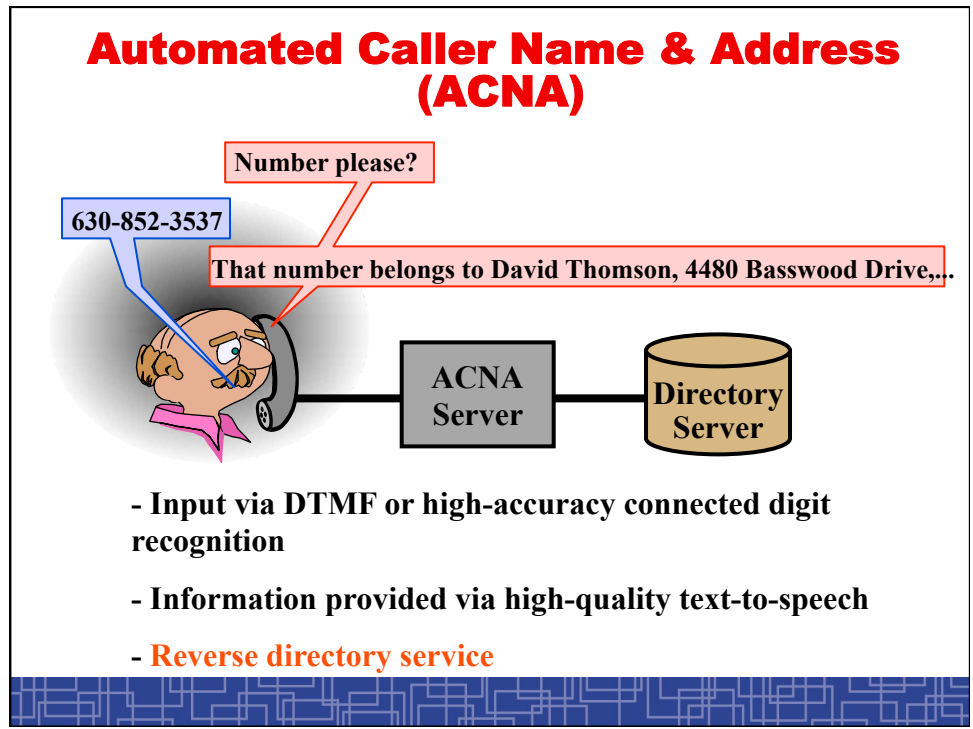 Automated Caller Name & Address
(ACNA)
Number please?
630-852-3537
That number belongs to David Thomson, 4480 Basswood Drive,...
ACNA
Server
Directory
Server
- Input via DTMF or high-accuracy connected digit
recognition
- Information provided via high-quality text-to-speech
- Reverse directory service